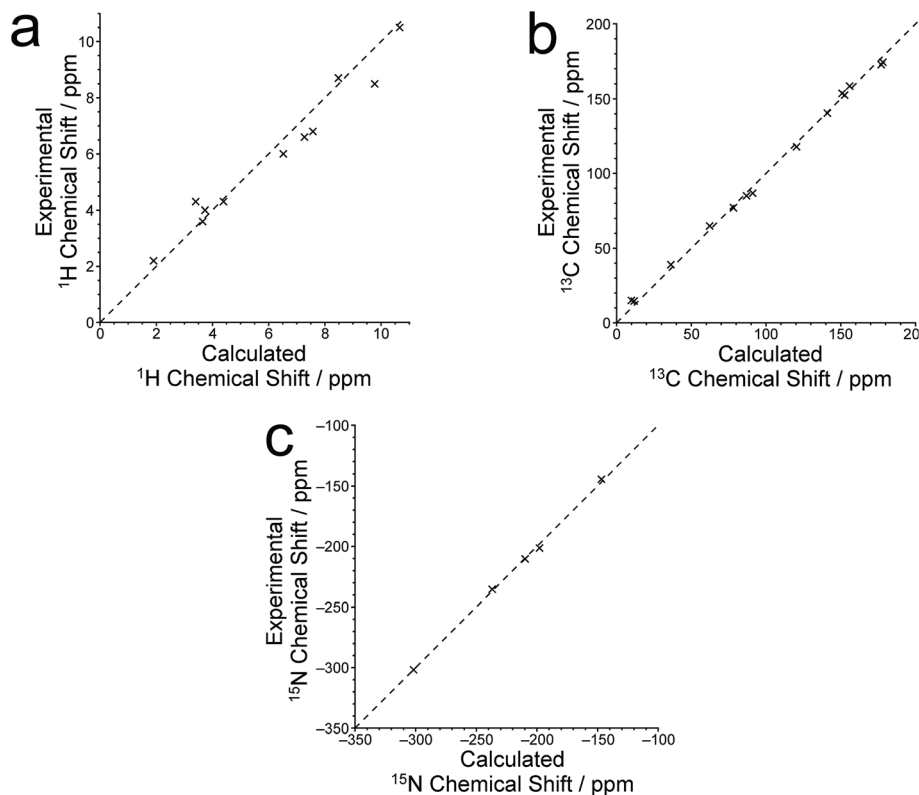 a
Experimental
¹H Chemical Shift / ppm
10
8
6
4
2
0
0 2 4 6 8 10
Calculated
¹H Chemical Shift / ppm
b
Experimental
¹³C Chemical Shift / ppm
200
150
100
50
0
0 50 100 150 20
Calculated
¹³C Chemical Shift / ppm
c
Experimental
¹⁵N Chemical Shift / ppm
–100
–150
–200
–250
–300
–350
–350 –300 –250 –200 –150 –100
Calculated
¹⁵N Chemical Shift / ppm